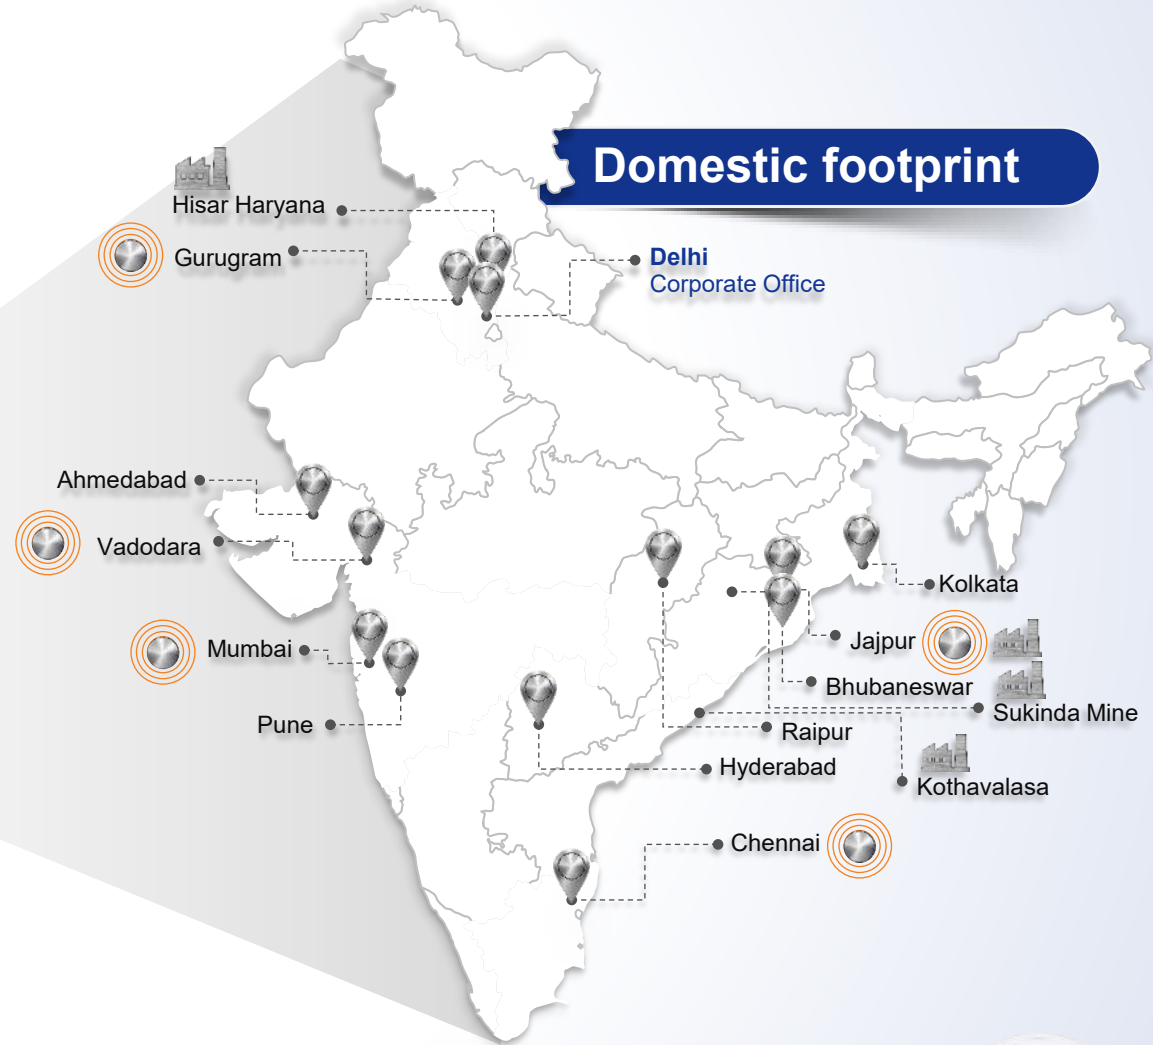 Domestic footprint
Hisar Haryana
Gurugram
Delhi
Corporate Office
Ahmedabad
Vadodara
Kolkata
Mumbai
Jajpur
Bhubaneswar
Sukinda Mine
Pune
Raipur
Hyderabad
Kothavalasa
Chennai